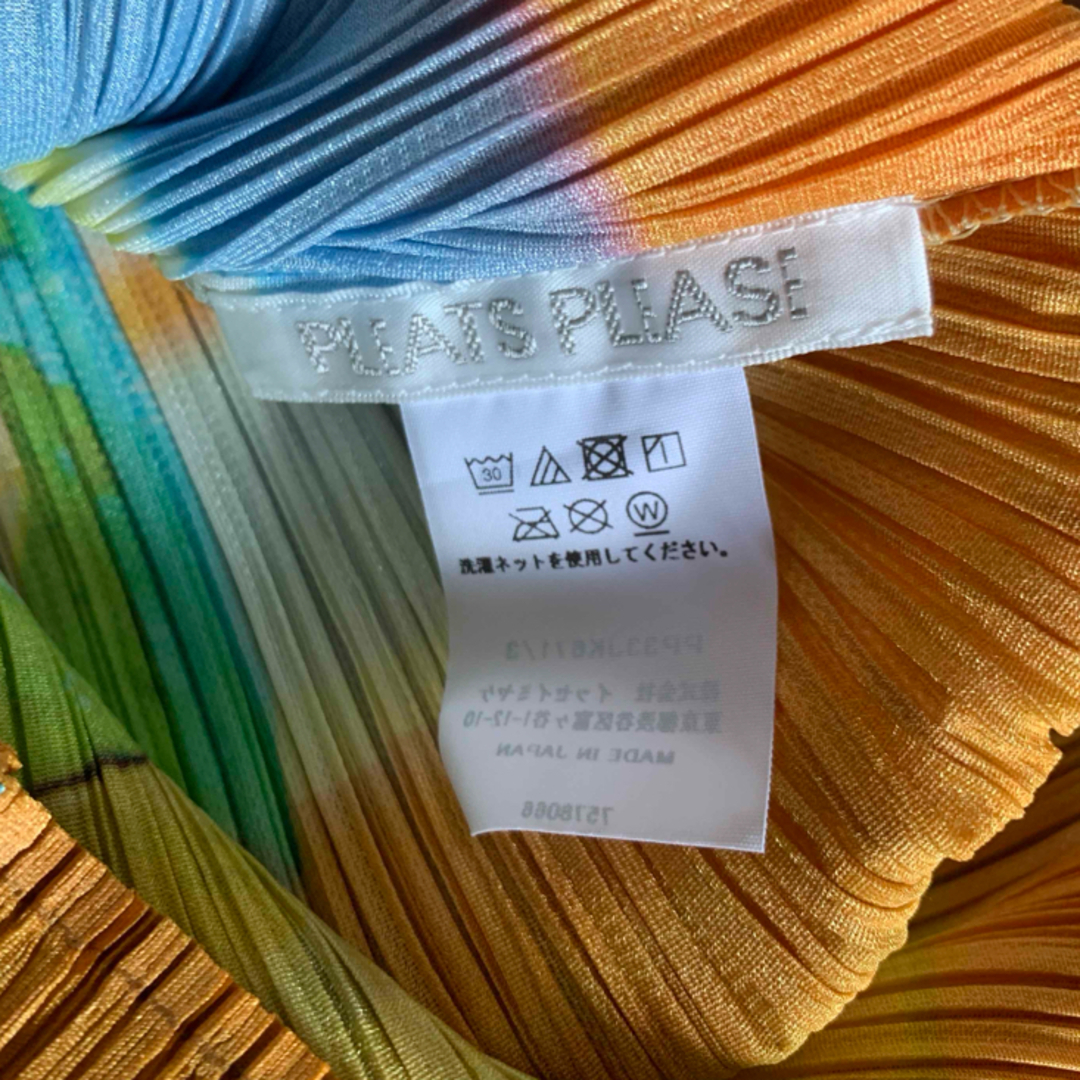 PLEATS PLEASE
30
W
洗濯ネットを使用してください。
PP33JK671/3
株式会社 イッセイミヤケ
東京都渋谷区富ヶ谷1-12-10
MADE IN JAPAN
7578066